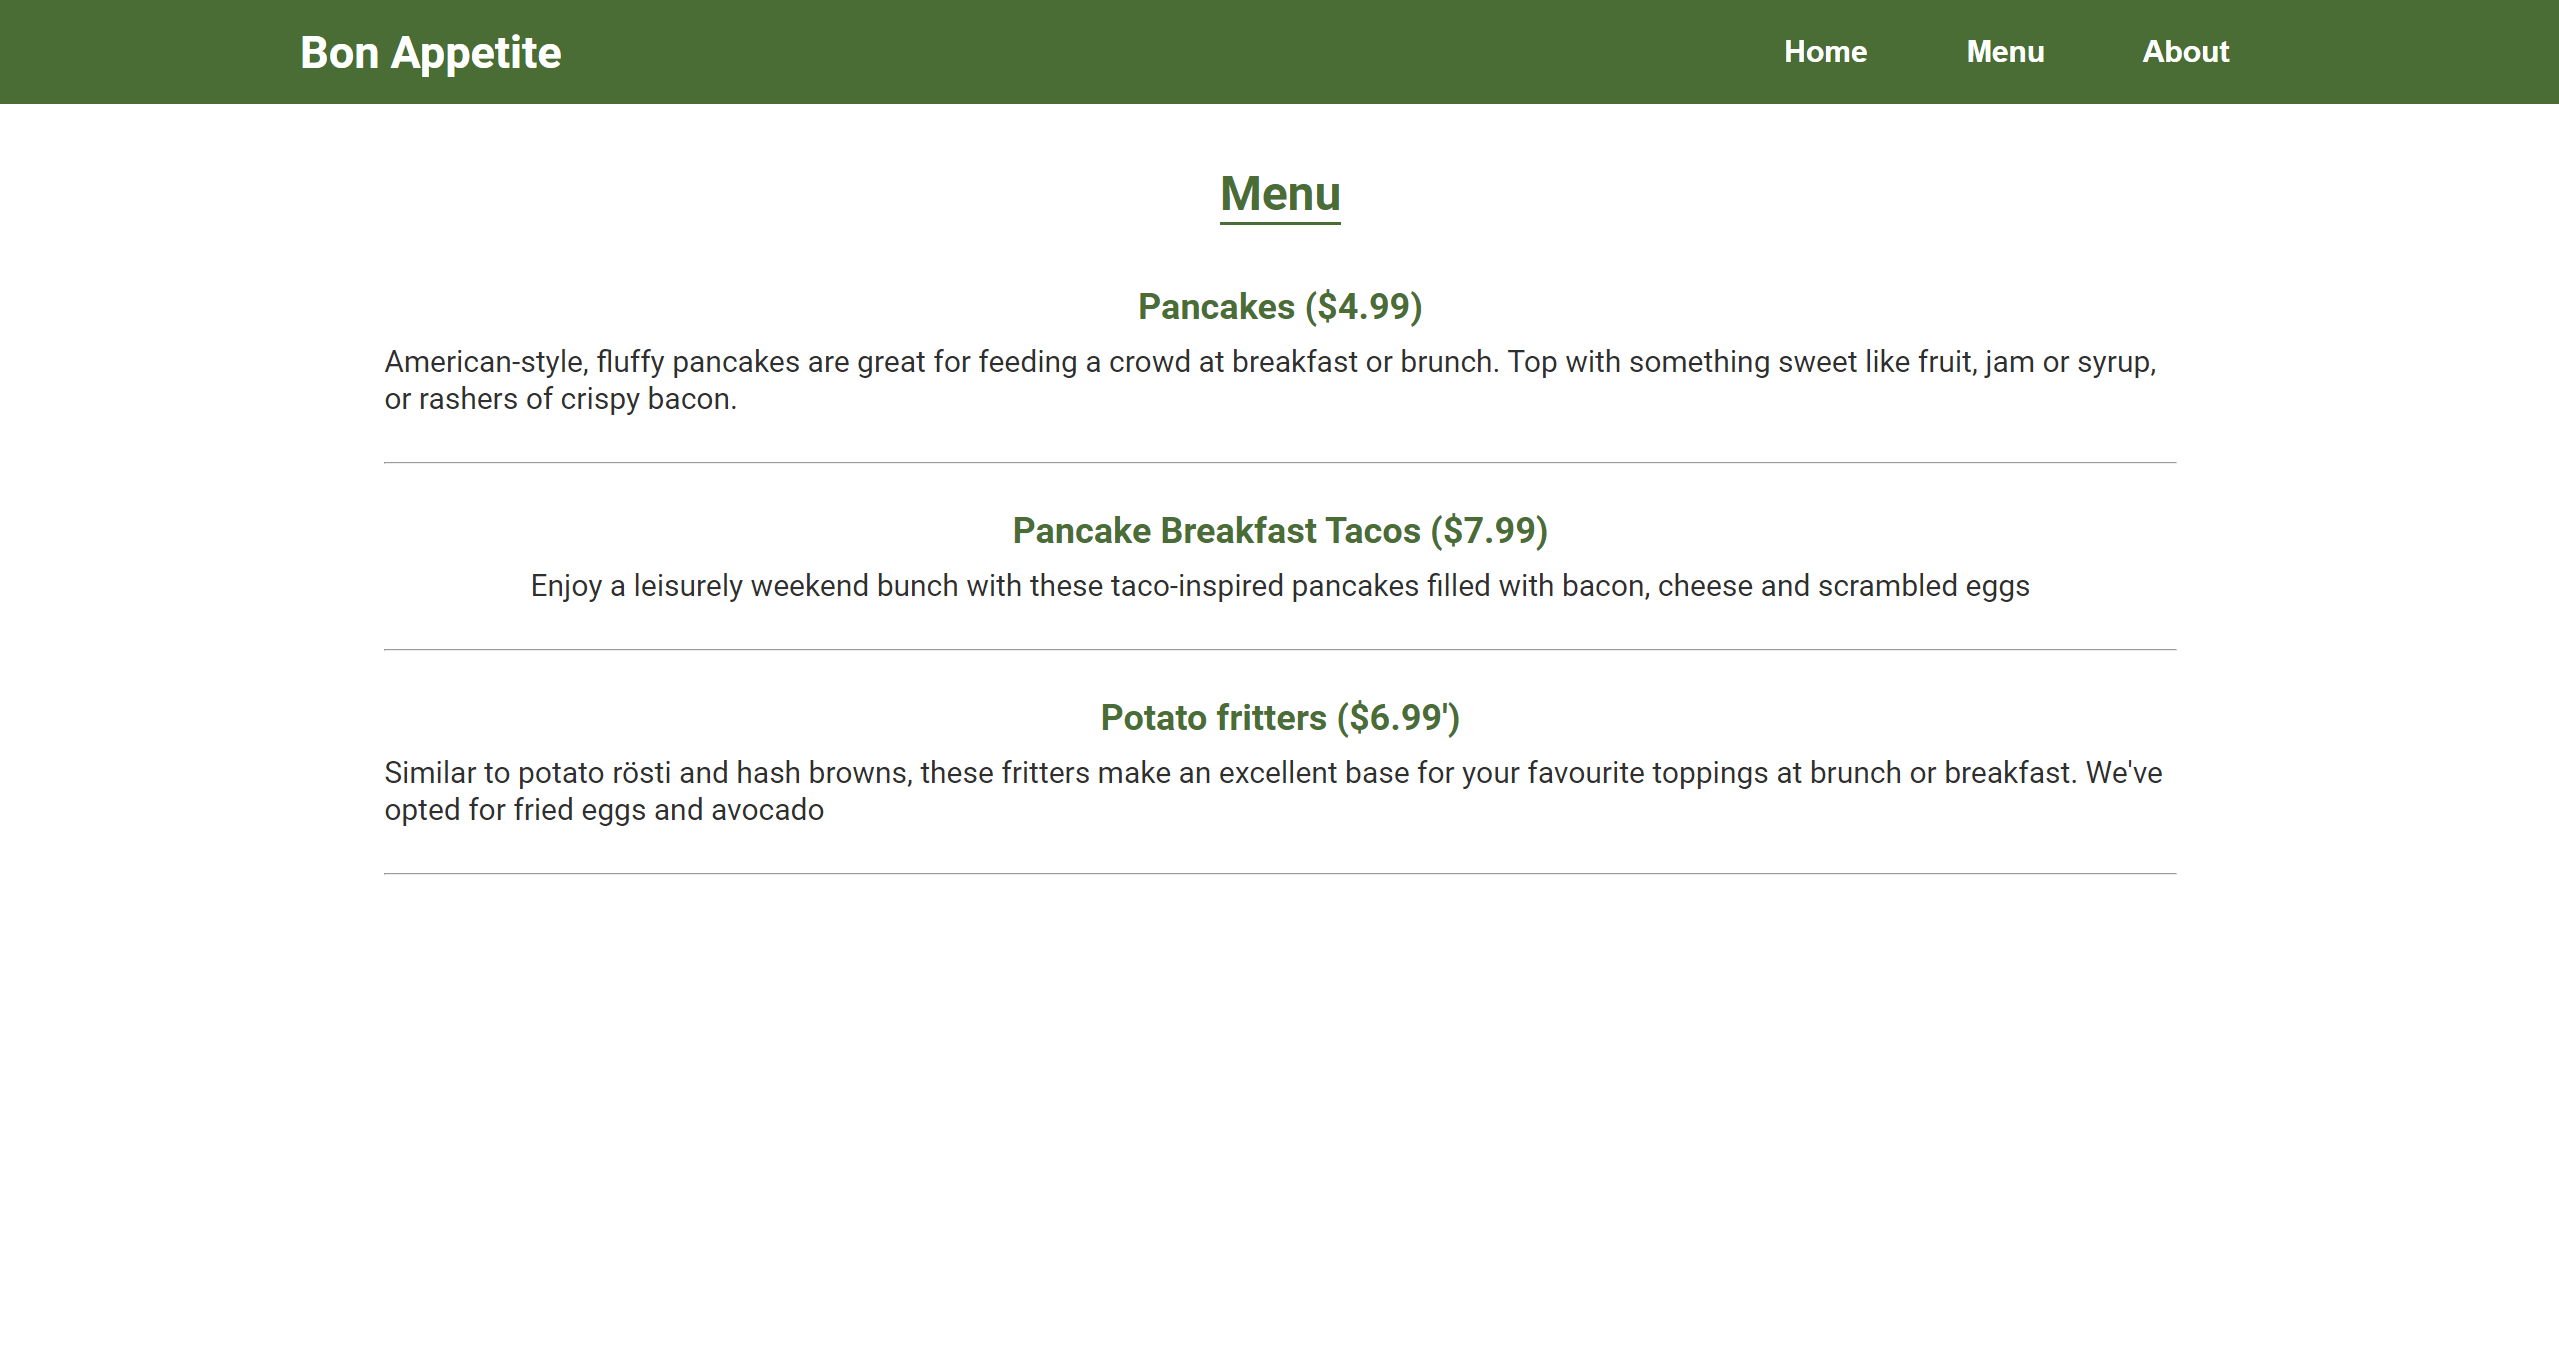 Bon Appetite
Home Menu About
Menu
Pancakes ($4.99)
American-style, fluffy pancakes are great for feeding a crowd at breakfast or brunch. Top with something sweet like fruit, jam or syrup,
or rashers of crispy bacon.
Pancake Breakfast Tacos ($7.99)
Enjoy a leisurely weekend bunch with these taco-inspired pancakes filled with bacon, cheese and scrambled eggs
Potato fritters ($6.99')
Similar to potato rösti and hash browns, these fritters make an excellent base for your favourite toppings at brunch or breakfast. We've
opted for fried eggs and avocado